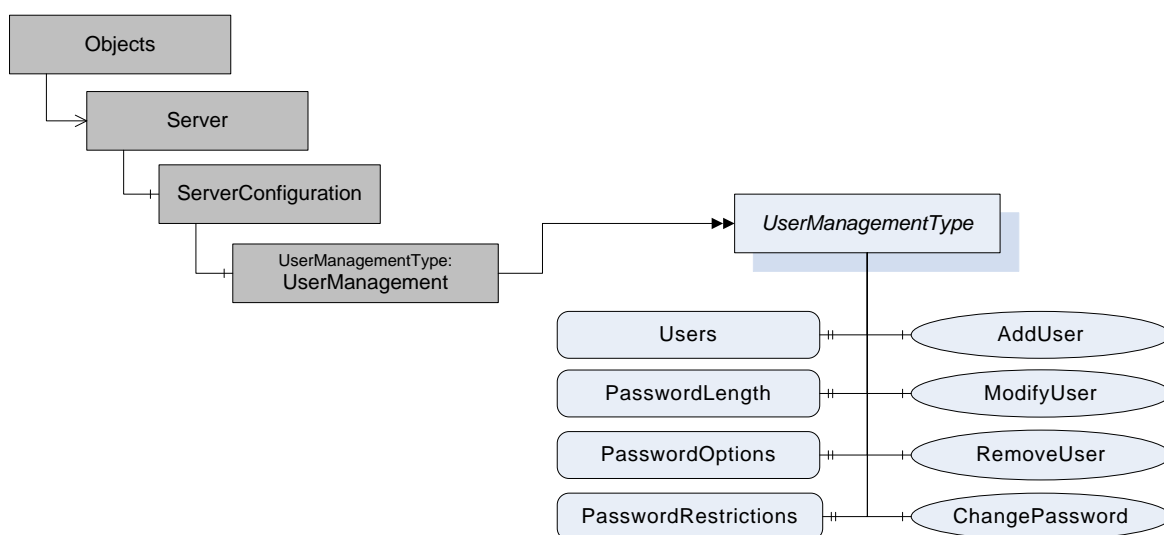 Objects
Server
ServerConfiguration
UserManagementType:
UserManagement
UserManagementType
Users
AddUser
PasswordLength
ModifyUser
PasswordOptions
RemoveUser
PasswordRestrictions
ChangePassword